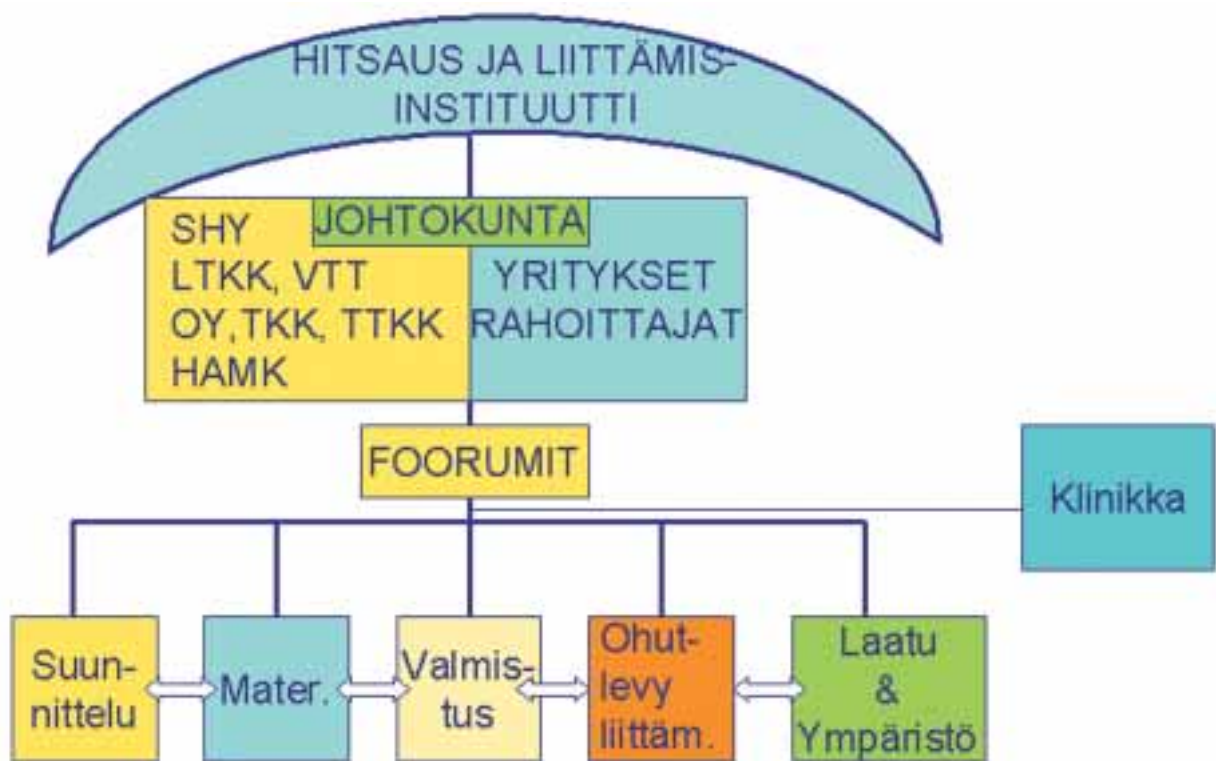 HITSAUS JA LIITTÄMIS-
INSTITUUTTI
JOHTOKUNTA
SHY
LTKK, VTT
OY,TKK, TTKK
HAMK
YRITYKSET
RAHOITTAJAT
FOORUMIT
Klinikka
Suun-
nittelu
Mater.
Valmis-
tus
Ohut-
levy
liittäm.
Laatu
&
Ympäristö